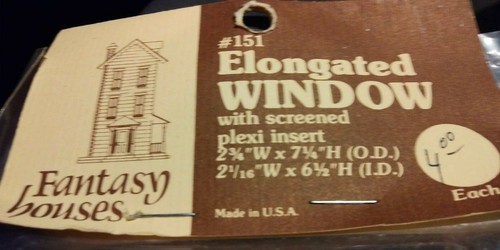 #151
Elongated
WINDOW
with screened
plexi insert
2¾"W x 7¼"H (O.D.)
2¹/₁₆"W x 6½"H (I.D.)
4⁰⁰
Each
Made in U.S.A.
Fantasy
houses